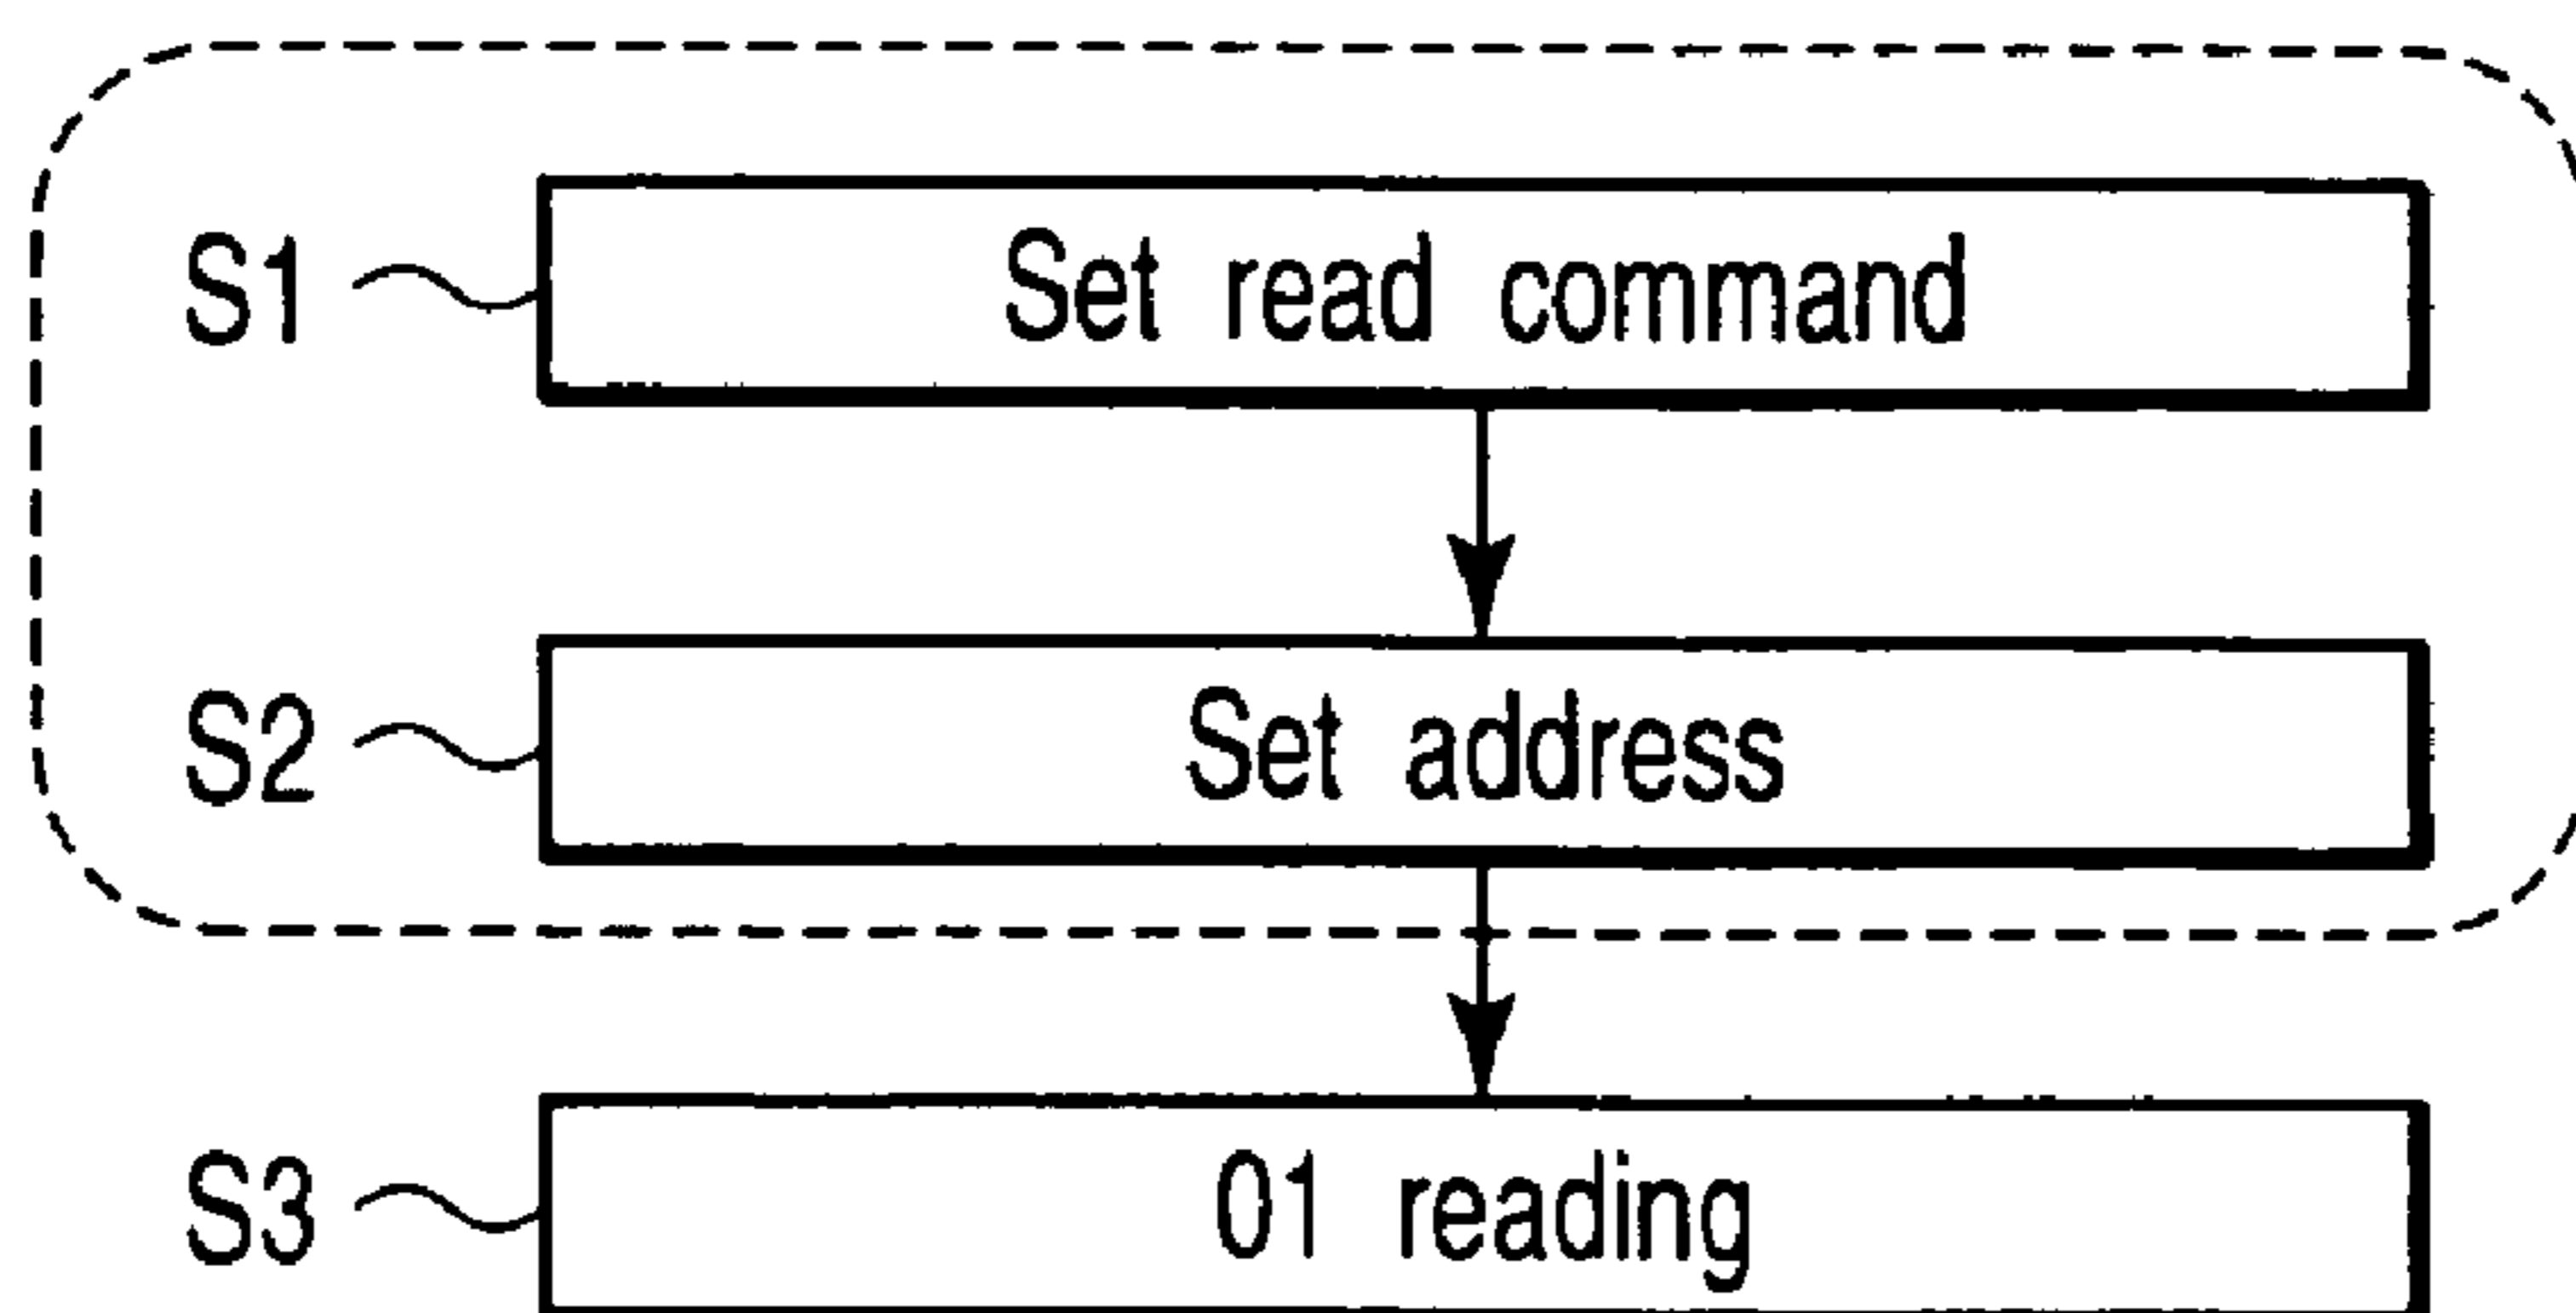 S1 Set read command
S2 Set address
S3 01 reading